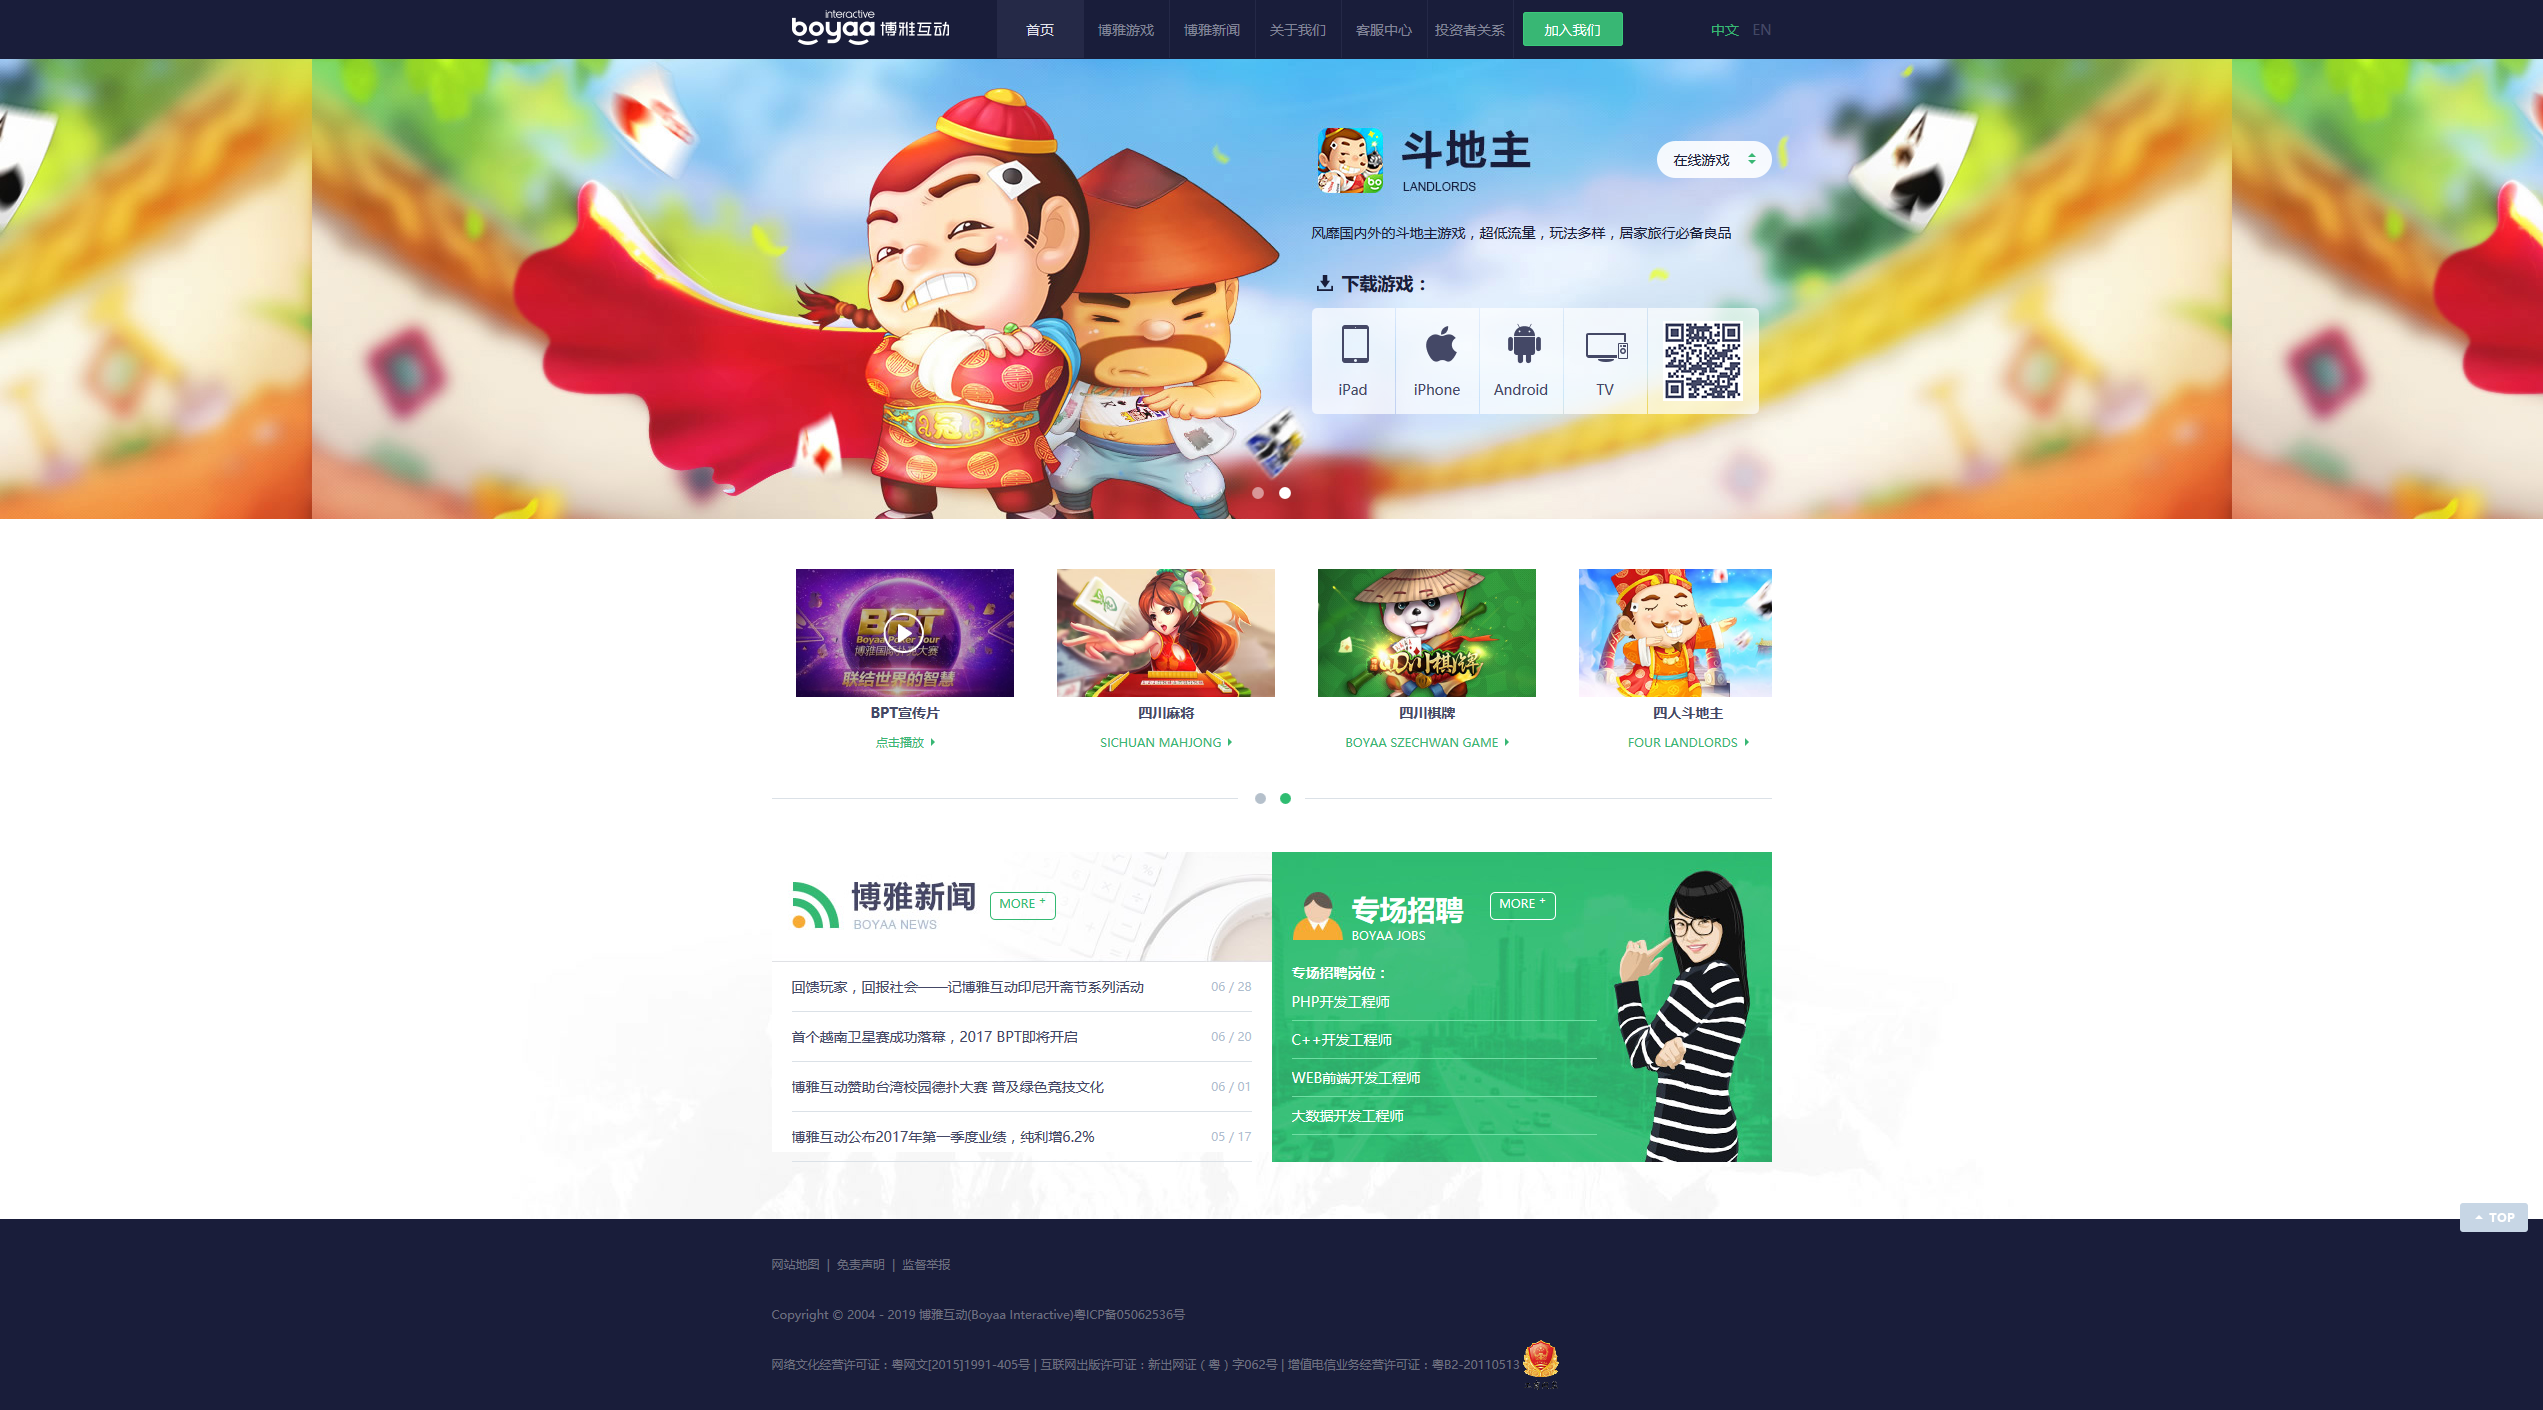 interactive
boyaa 博雅互动
首页
博雅游戏
博雅新闻
关于我们
客服中心
投资者关系
加入我们
中文
EN
斗地主
LANDLORDS
在线游戏
风靡国内外的斗地主游戏，超低流量，玩法多样，居家旅行必备良品
下载游戏：
iPad
iPhone
Android
TV
冠
BPT
Boyaa Poker Tour
博雅国际扑克大赛
联结世界的智慧
四川棋牌
BPT宣传片
四川麻将
四川棋牌
四人斗地主
点击播放
SICHUAN MAHJONG
BOYAA SZECHWAN GAME
FOUR LANDLORDS
博雅新闻
BOYAA NEWS
MORE +
回馈玩家，回报社会——记博雅互动印尼开斋节系列活动 06 / 28
首个越南卫星赛成功落幕，2017 BPT即将开启 06 / 20
博雅互动赞助台湾校园德扑大赛 普及绿色竞技文化 06 / 01
博雅互动公布2017年第一季度业绩，纯利增6.2% 05 / 17
专场招聘
BOYAA JOBS
MORE +
专场招聘岗位：
PHP开发工程师
C++开发工程师
WEB前端开发工程师
大数据开发工程师
TOP
网站地图 | 免责声明 | 监督举报
Copyright © 2004 - 2019 博雅互动(Boyaa Interactive)粤ICP备05062536号
网络文化经营许可证：粤网文[2015]1991-405号 | 互联网出版许可证：新出网证（粤）字062号 | 增值电信业务经营许可证：粤B2-20110513